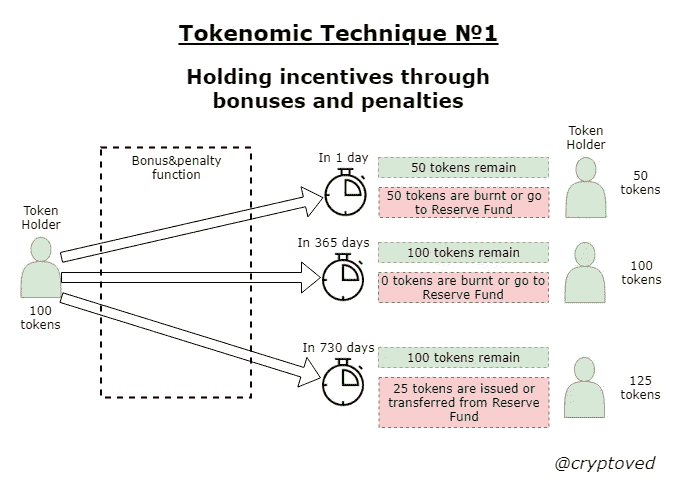 Tokenomic Technique №1
Holding incentives through
bonuses and penalties
Token
Holder
100
tokens
Bonus&penalty
function
In 1 day
50 tokens remain
50 tokens are burnt or go
to Reserve Fund
Token
Holder
50
tokens
In 365 days
100 tokens remain
0 tokens are burnt or go to
Reserve Fund
100
tokens
In 730 days
100 tokens remain
25 tokens are issued or
transferred from Reserve
Fund
125
tokens
@cryptoved